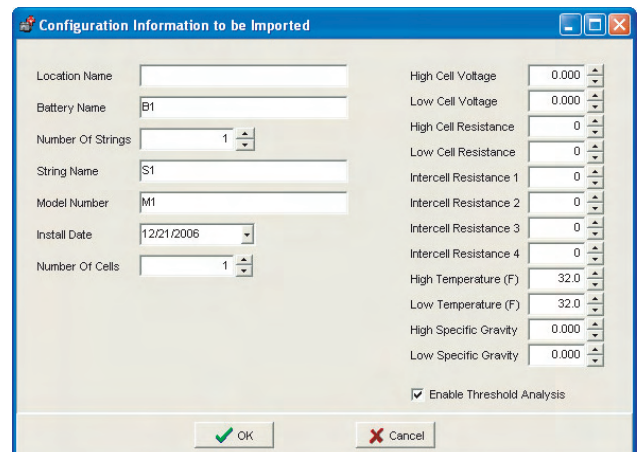 Configuration Information to be Imported
Location Name
Battery Name B1
Number Of Strings 1
String Name S1
Model Number M1
Install Date 12/21/2006
Number Of Cells 1
High Cell Voltage 0.000
Low Cell Voltage 0.000
High Cell Resistance 0
Low Cell Resistance 0
Intercell Resistance 1 0
Intercell Resistance 2 0
Intercell Resistance 3 0
Intercell Resistance 4 0
High Temperature (F) 32.0
Low Temperature (F) 32.0
High Specific Gravity 0.000
Low Specific Gravity 0.000
Enable Threshold Analysis
OK
Cancel